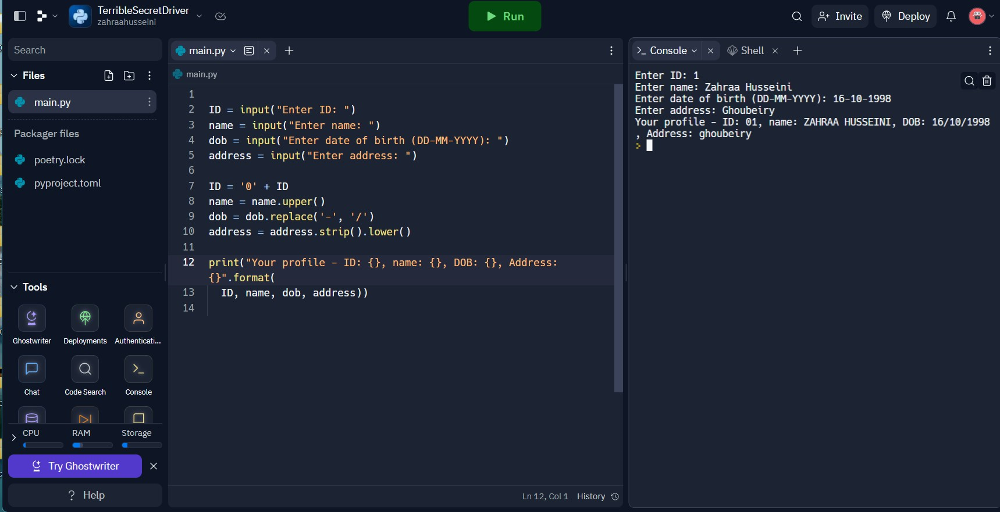 TerribleSecretDriver
zahraahusseini
Run
Invite
Deploy
Search
Files
main.py
Packager files
poetry.lock
pyproject.toml
Tools
Ghostwriter
Deployments
Authenticati...
Chat
Code Search
Console
CPU
RAM
Storage
Try Ghostwriter
? Help
main.py
main.py
1
2 ID = input("Enter ID: ")
3 name = input("Enter name: ")
4 dob = input("Enter date of birth (DD-MM-YYYY): ")
5 address = input("Enter address: ")
6
7 ID = '0' + ID
8 name = name.upper()
9 dob = dob.replace('-', '/')
10 address = address.strip().lower()
11
12 print("Your profile - ID: {}, name: {}, DOB: {}, Address:
{}".format(
13 ID, name, dob, address))
14
Ln 12, Col 1 History
Console
Shell
Enter ID: 1
Enter name: Zahraa Husseini
Enter date of birth (DD-MM-YYYY): 16-10-1998
Enter address: Ghoubeiry
Your profile - ID: 01, name: ZAHRAA HUSSEINI, DOB: 16/10/1998
, Address: ghoubeiry